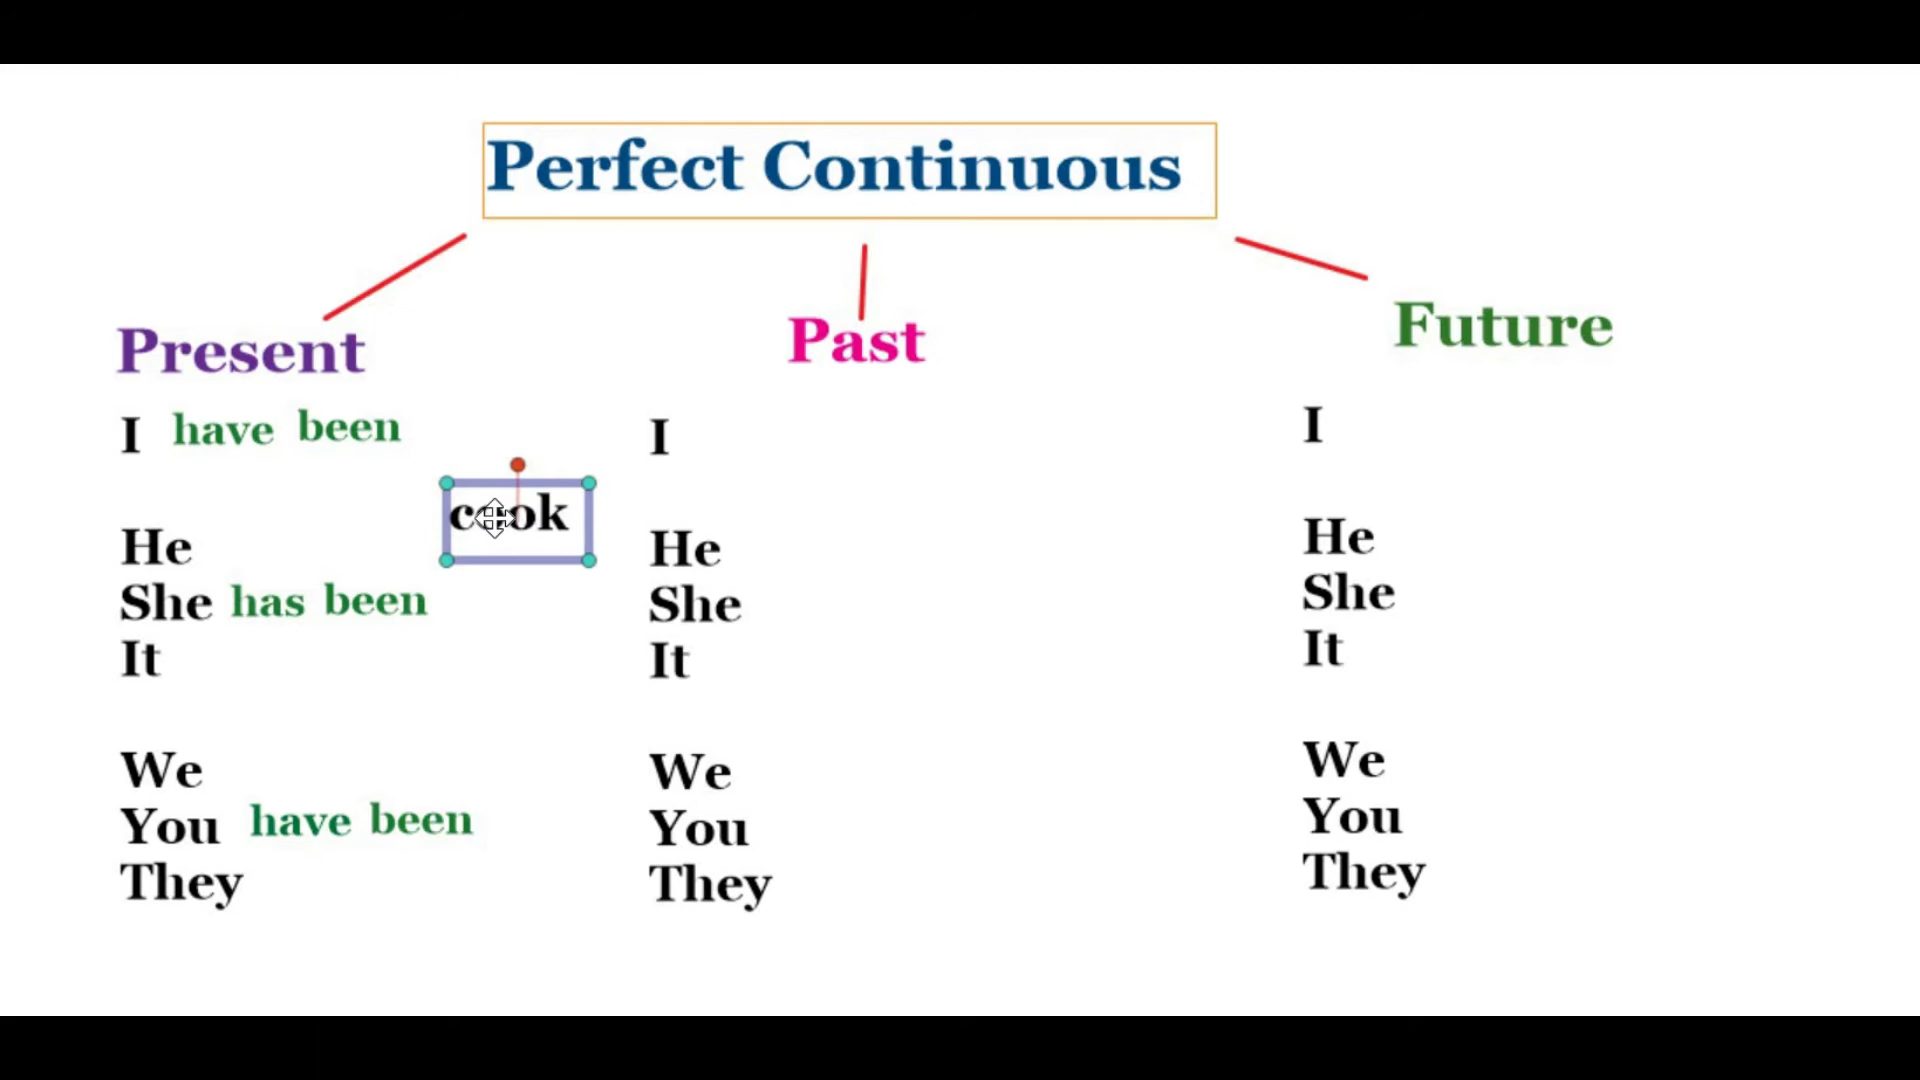 Perfect Continuous
Present
Past
Future
I have been
cook
He
She has been
It
We
You have been
They
I
He
She
It
We
You
They
I
He
She
It
We
You
They